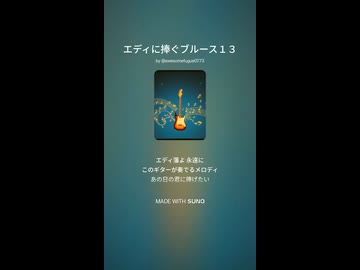 エディに捧ぐブルース１３
by @awesomefugue0173
エディ藩よ 永遠に
このギターが奏でるメロディ
あの日の君に捧げたい
MADE WITH SUNO